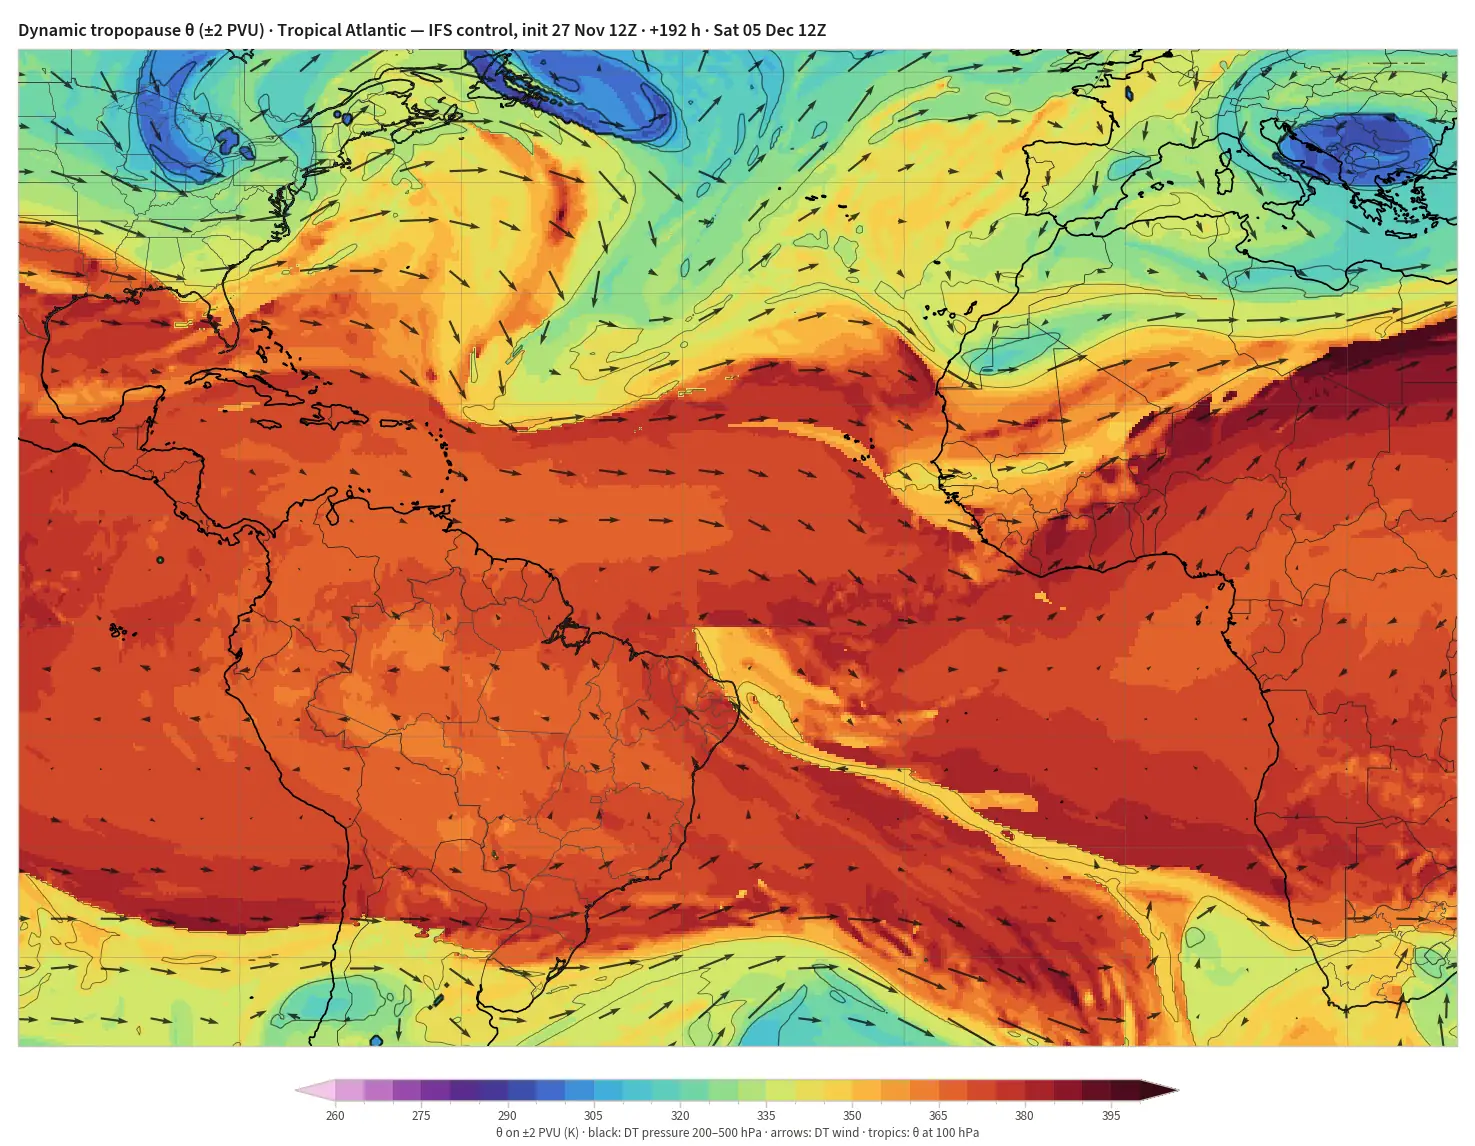 Dynamic tropopause θ (±2 PVU) · Tropical Atlantic — IFS control, init 27 Nov 12Z · +192 h · Sat 05 Dec 12Z
260 275 290 305 320 335 350 365 380 395
θ on ±2 PVU (K) · black: DT pressure 200–500 hPa · arrows: DT wind · tropics: θ at 100 hPa